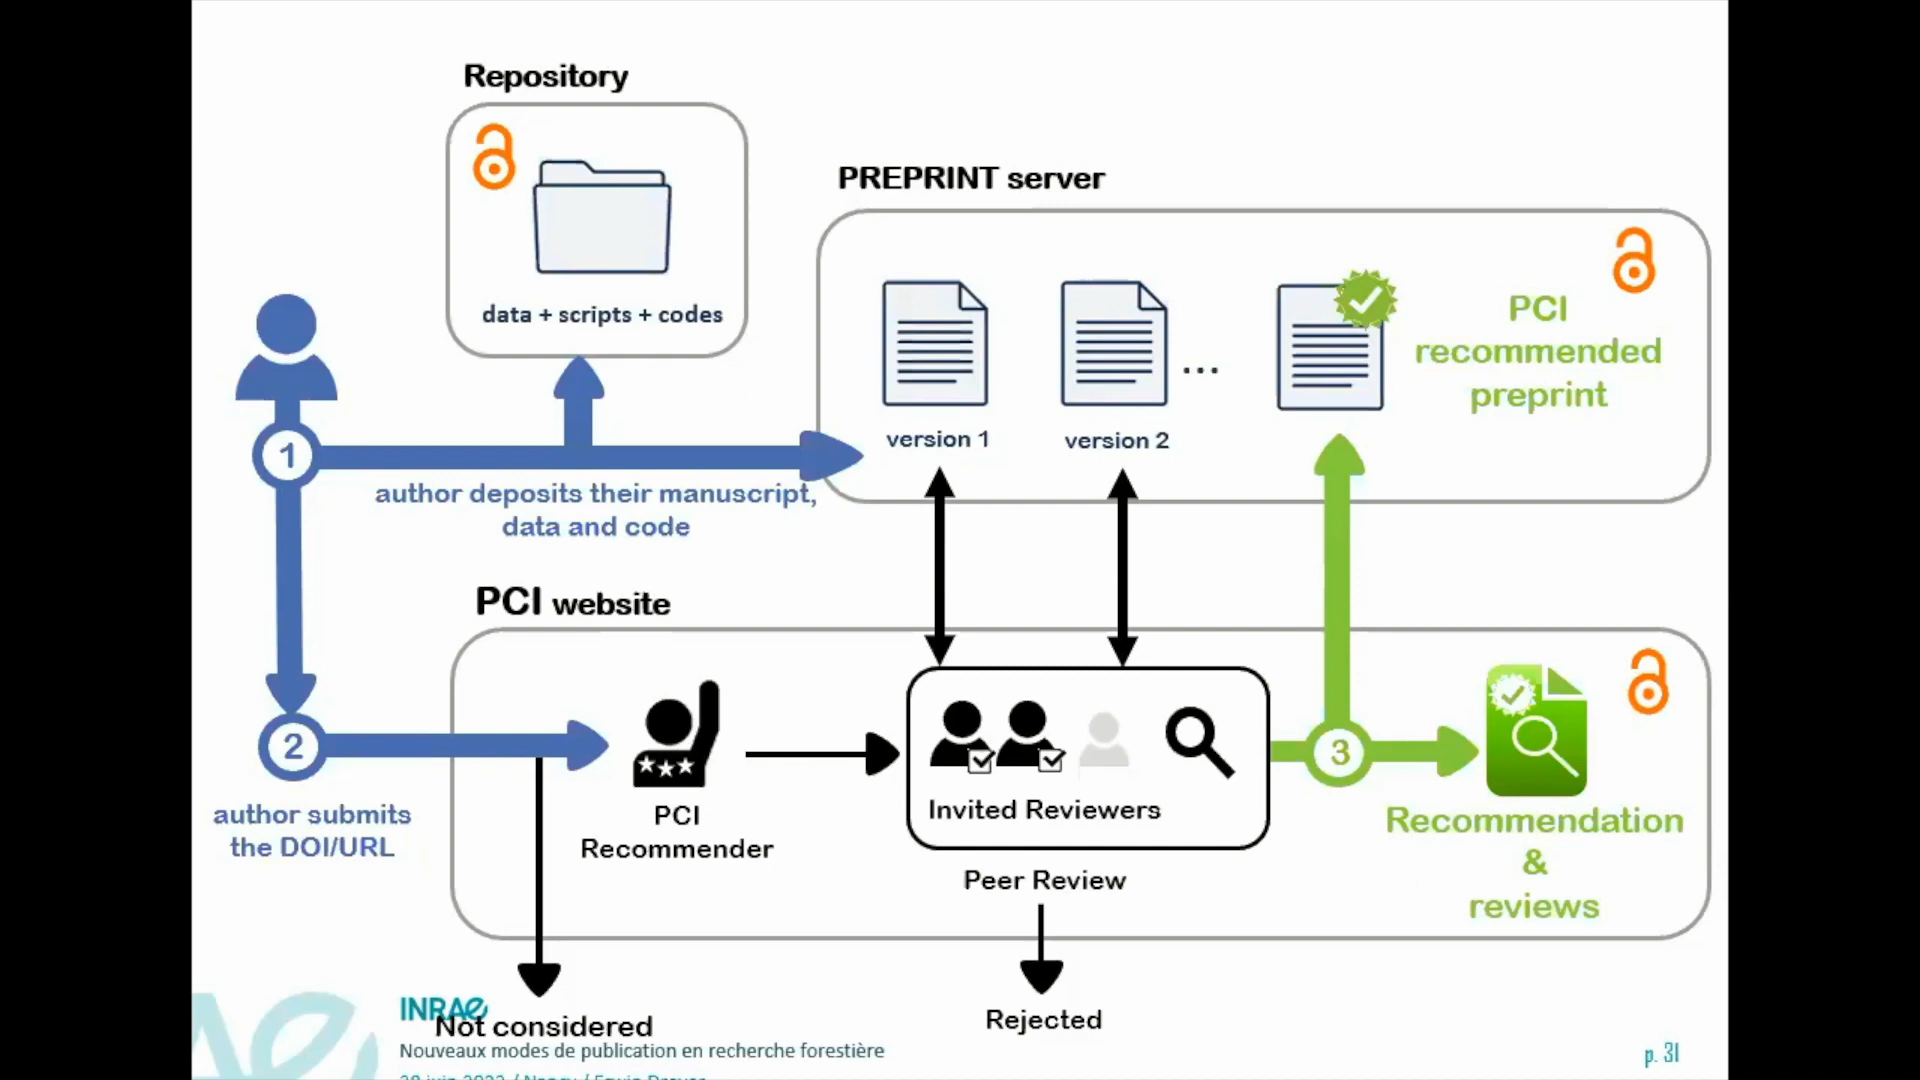 Repository
data + scripts + codes
PREPRINT server
version 1
version 2
...
PCI
recommended
preprint
1
author deposits their manuscript,
data and code
PCI website
2
author submits
the DOI/URL
PCI
Recommender
Invited Reviewers
Peer Review
3
Recommendation
&
reviews
Not considered
Rejected
INRAE
Nouveaux modes de publication en recherche forestière
p. 31